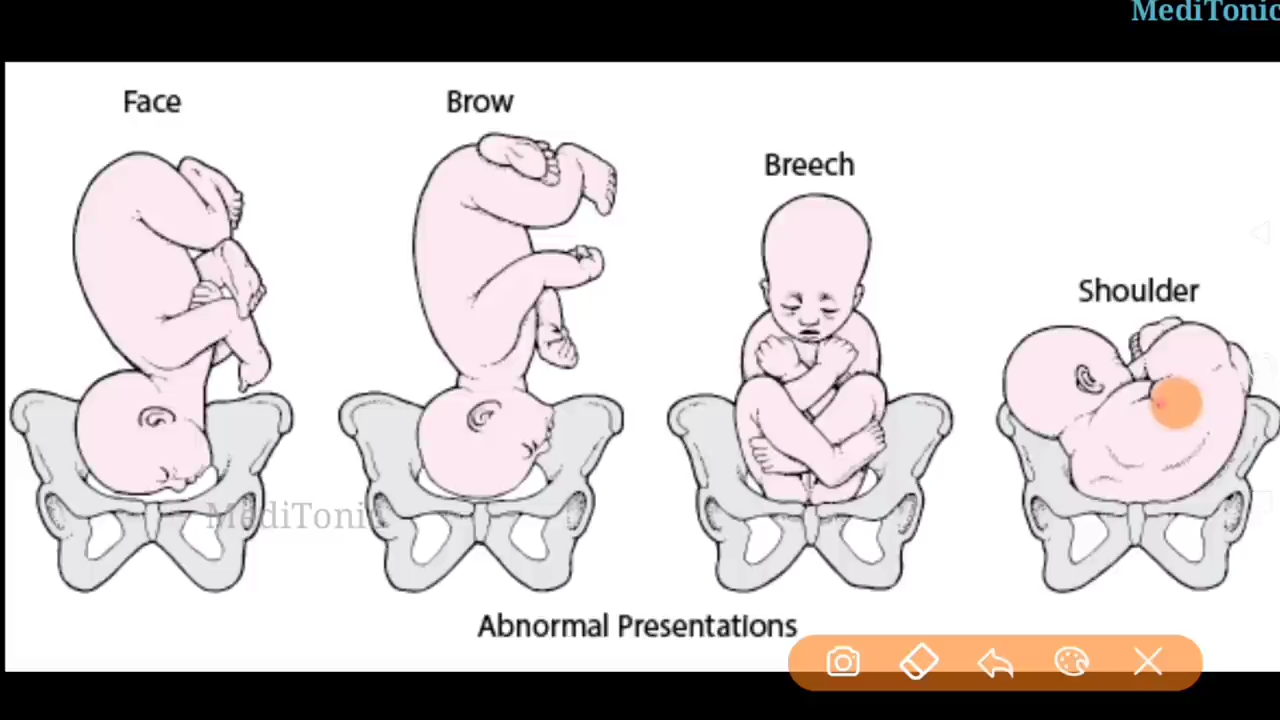 MediTonic
Face
Brow
Breech
Shoulder
MediTonic
Abnormal Presentations